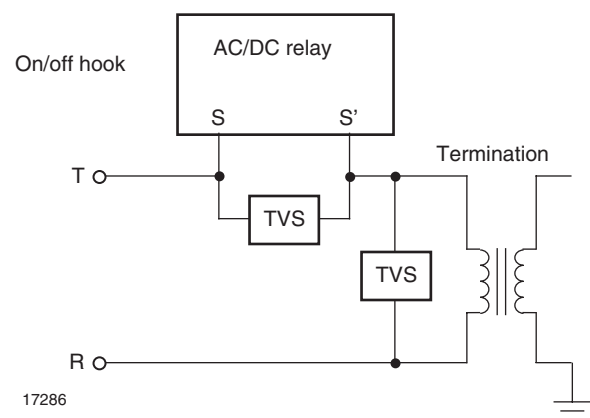 AC/DC relay
On/off hook
S S’
Termination
T
TVS
TVS
R
17286